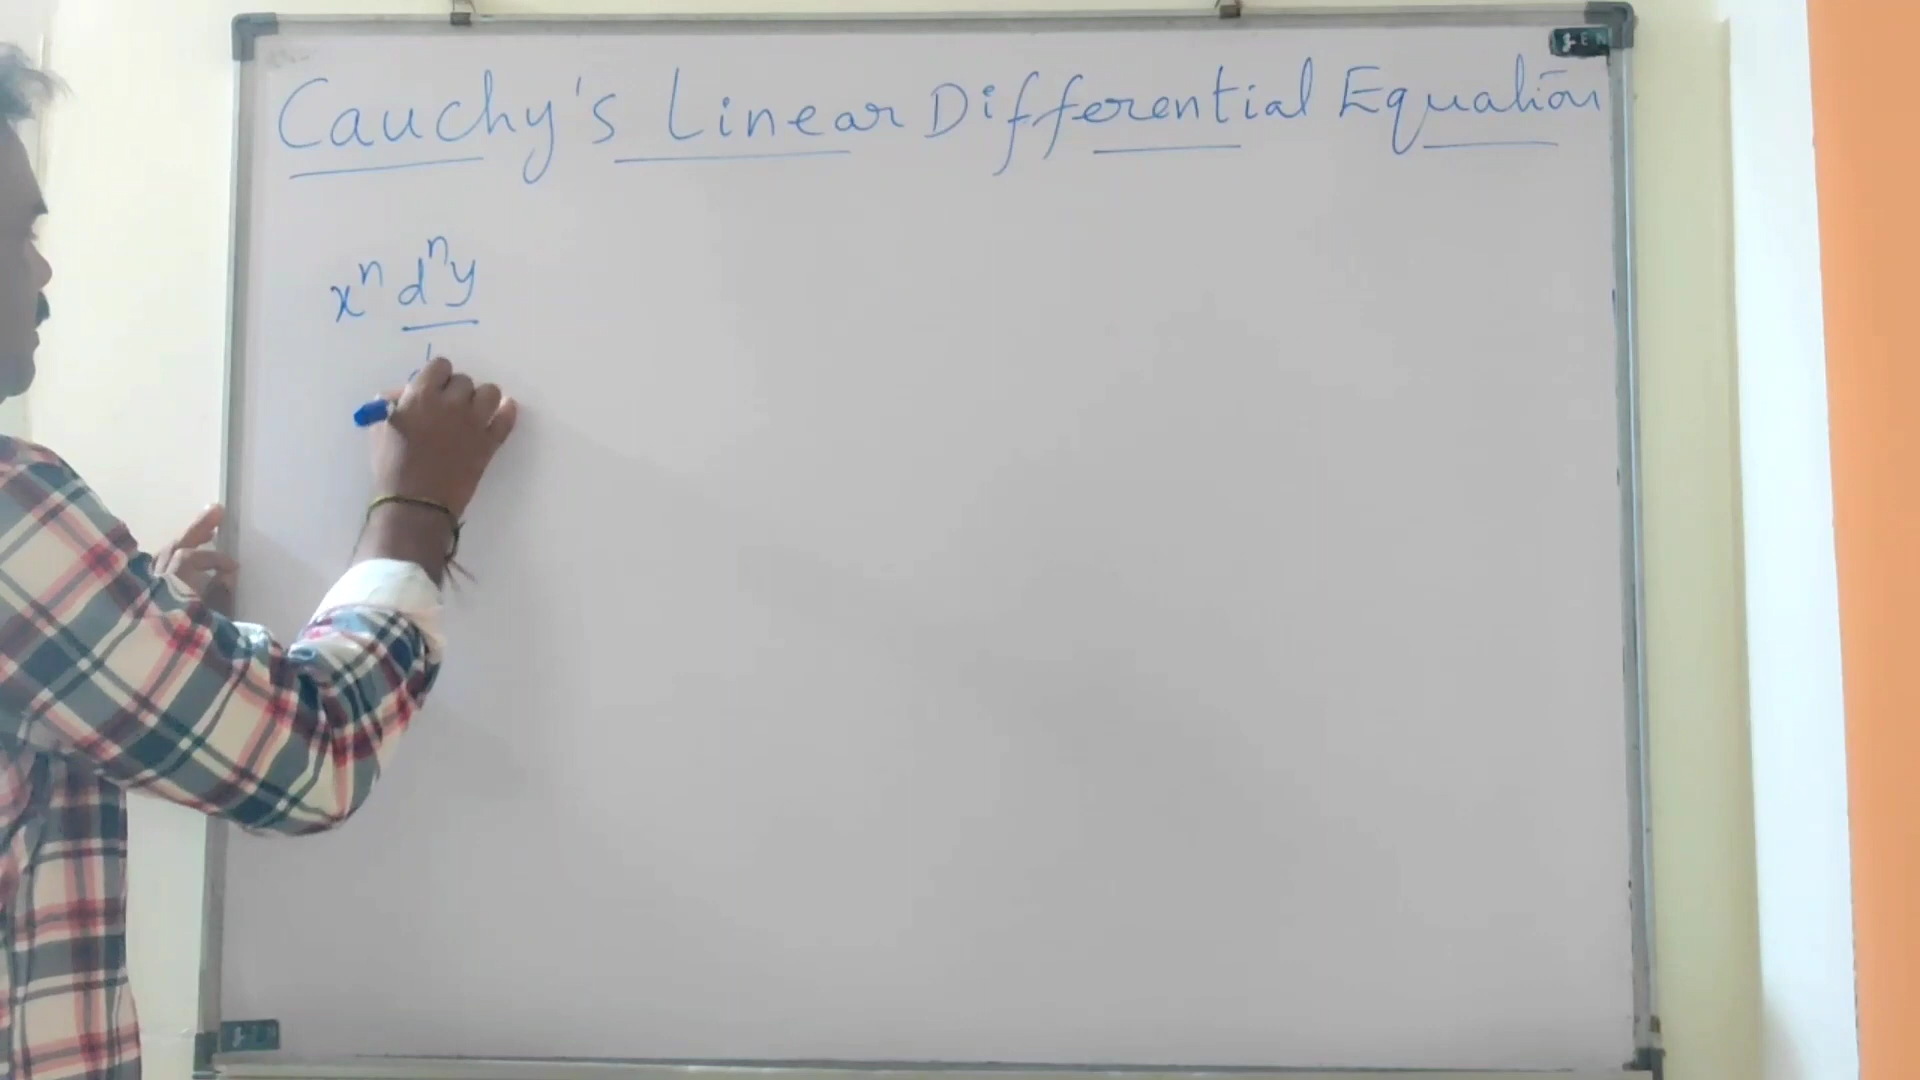 Cauchy's Linear Differential Equation
xⁿ dⁿy
d